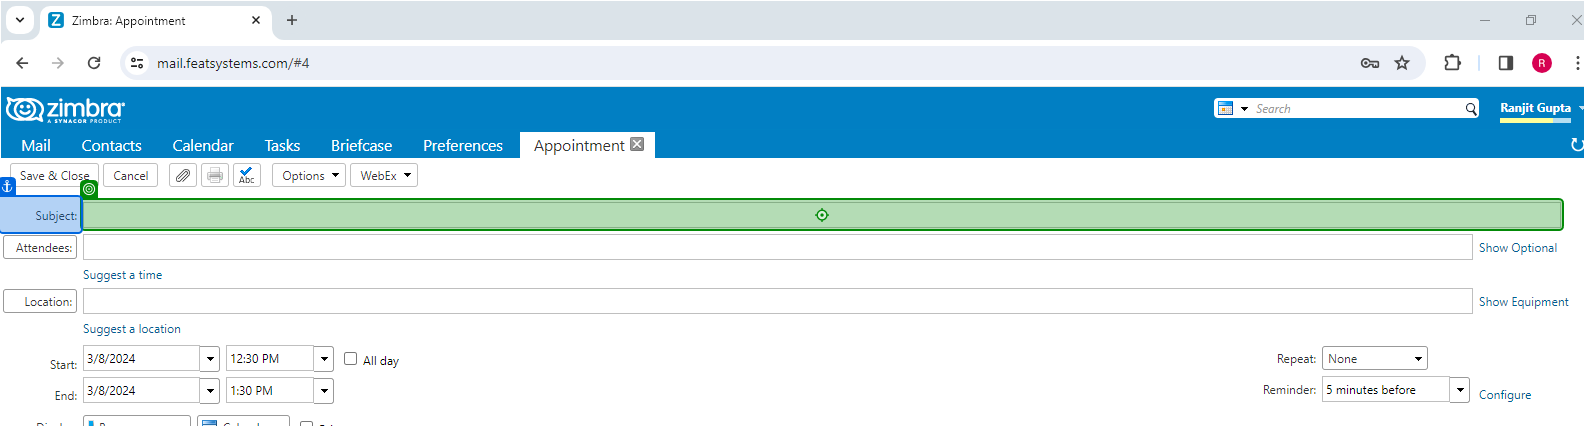 Zimbra: Appointment
mail.featsystems.com/#4
R
zimbra
A SYNACOR PRODUCT
Search
Ranjit Gupta
Mail Contacts Calendar Tasks Briefcase Preferences Appointment
Save & Close Cancel Abc Options WebEx
Subject:
Attendees: Show Optional
Suggest a time
Location: Show Equipment
Suggest a location
Start: 3/8/2024 12:30 PM All day Repeat: None
End: 3/8/2024 1:30 PM Reminder: 5 minutes before Configure